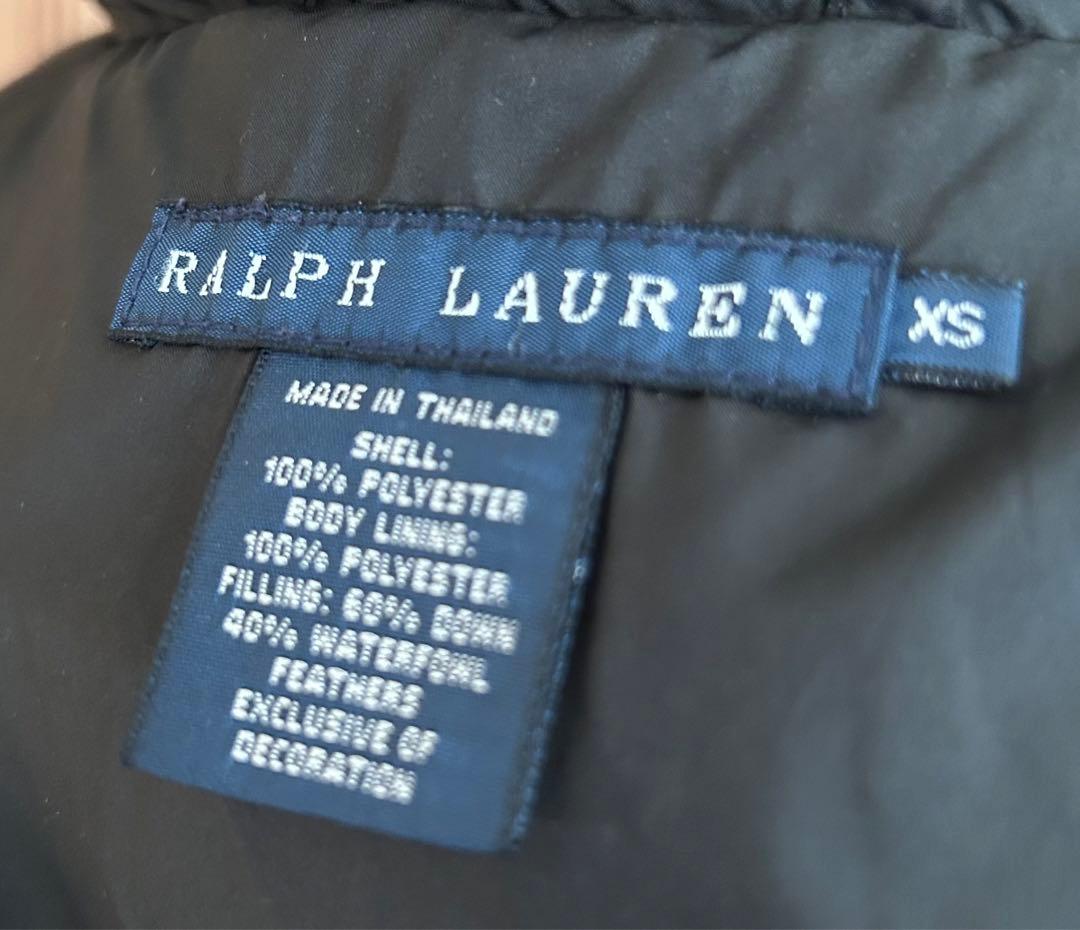 RALPH LAUREN XS
MADE IN THAILAND
SHELL:
100% POLYESTER
BODY LINING:
100% POLYESTER
FILLING: 60% DOWN
40% WATERFOWL
FEATHERS
EXCLUSIVE OF
DECORATION